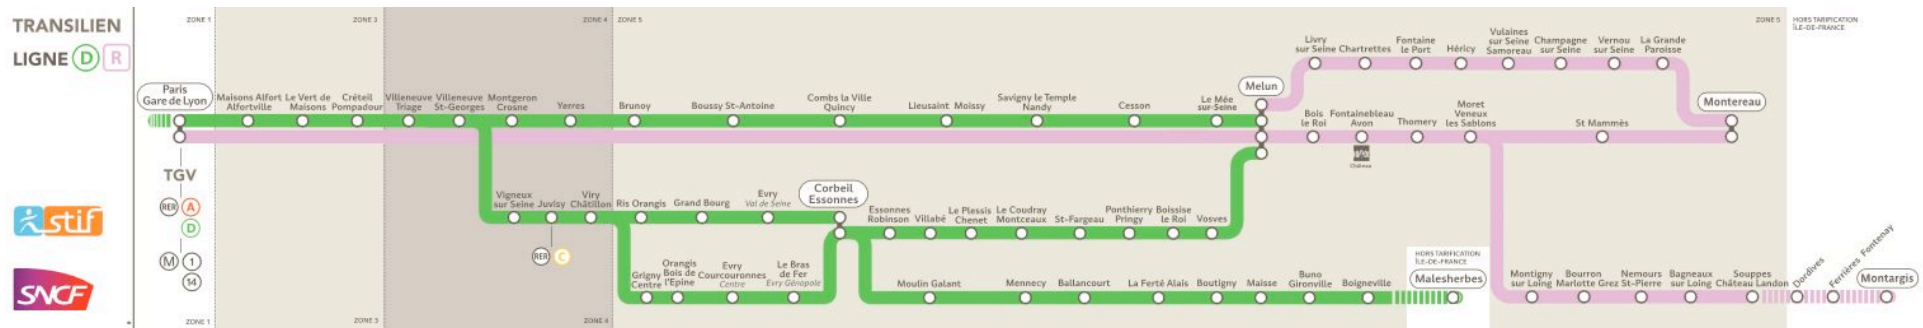 TRANSILIEN
LIGNE D R
ZONE 1
ZONE 3
ZONE 4
ZONE 5
ZONE 5
HORS TARIFICATION
ÎLE-DE-FRANCE
Paris
Gare de Lyon
Maisons Alfort
Alfortville
Le Vert de
Maisons
Créteil
Pompadour
Villeneuve
Triage
Villeneuve
St-Georges
Montgeron
Crosne
Yerres
Brunoy
Boussy St-Antoine
Combs la Ville
Quincy
Lieusaint Moissy
Savigny le Temple
Nandy
Cesson
Le Mée
sur-Seine
Melun
Livry
sur Seine
Chartrettes
Fontaine
le Port
Héricy
Vulaines
sur Seine
Samoreau
Champagne
sur Seine
Vernou
sur Seine
La Grande
Paroisse
Montereau
Bois
le Roi
Fontainebleau
Avon
Château
Thomery
Moret
Veneux
les Sablons
St Mammès
TGV
RER A
D
M 1
14
stif
SNCF
Vigneux
sur Seine
Juvisy
RER C
Viry
Châtillon
Ris Orangis
Grand Bourg
Evry
Val de Seine
Corbeil
Essonnes
Essonnes
Robinson
Villabé
Le Plessis
Chenet
Le Coudray
Montceaux
St-Fargeau
Ponthierry
Pringy
Boissise
le Roi
Vosves
Grigny
Centre
Orangis
Bois de
l'Epine
Evry
Courcouronnes
Centre
Le Bras
de Fer
Evry Génopole
Moulin Galant
Mennecy
Ballancourt
La Ferté Alais
Boutigny
Maisse
Buno
Gironville
Boigneville
HORS TARIFICATION
ÎLE-DE-FRANCE
Malesherbes
Montigny
sur Loing
Bourron
Marlotte Grez
Nemours
St-Pierre
Bagneaux
sur Loing
Souppes
Château Landon
Dordives
Ferrières Fontenay
Montargis
ZONE 1
ZONE 3
ZONE 4